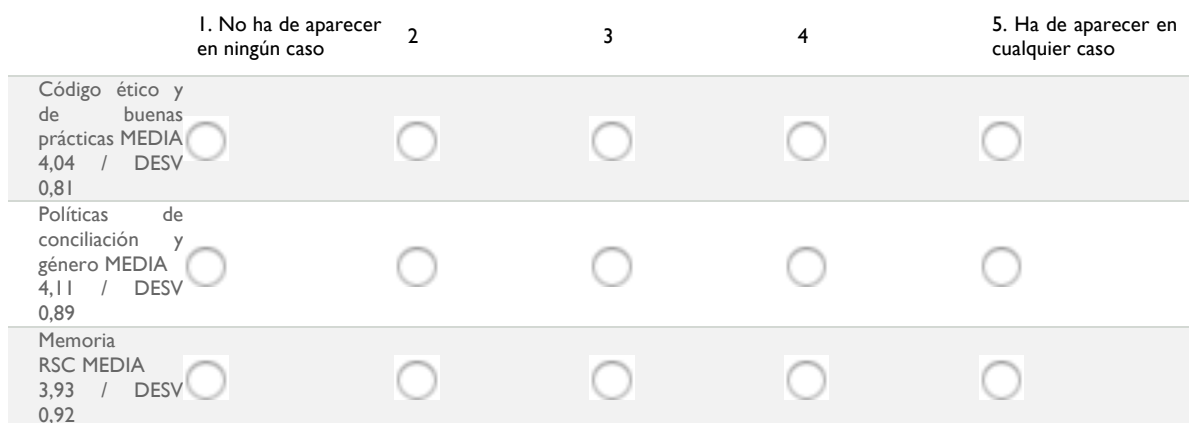 1. No ha de aparecer
en ningún caso
2
3
4
5. Ha de aparecer en
cualquier caso
Código ético y
de buenas
prácticas MEDIA
4,04 / DESV
0,81
Políticas de
conciliación y
género MEDIA
4,11 / DESV
0,89
Memoria
RSC MEDIA
3,93 / DESV
0,92